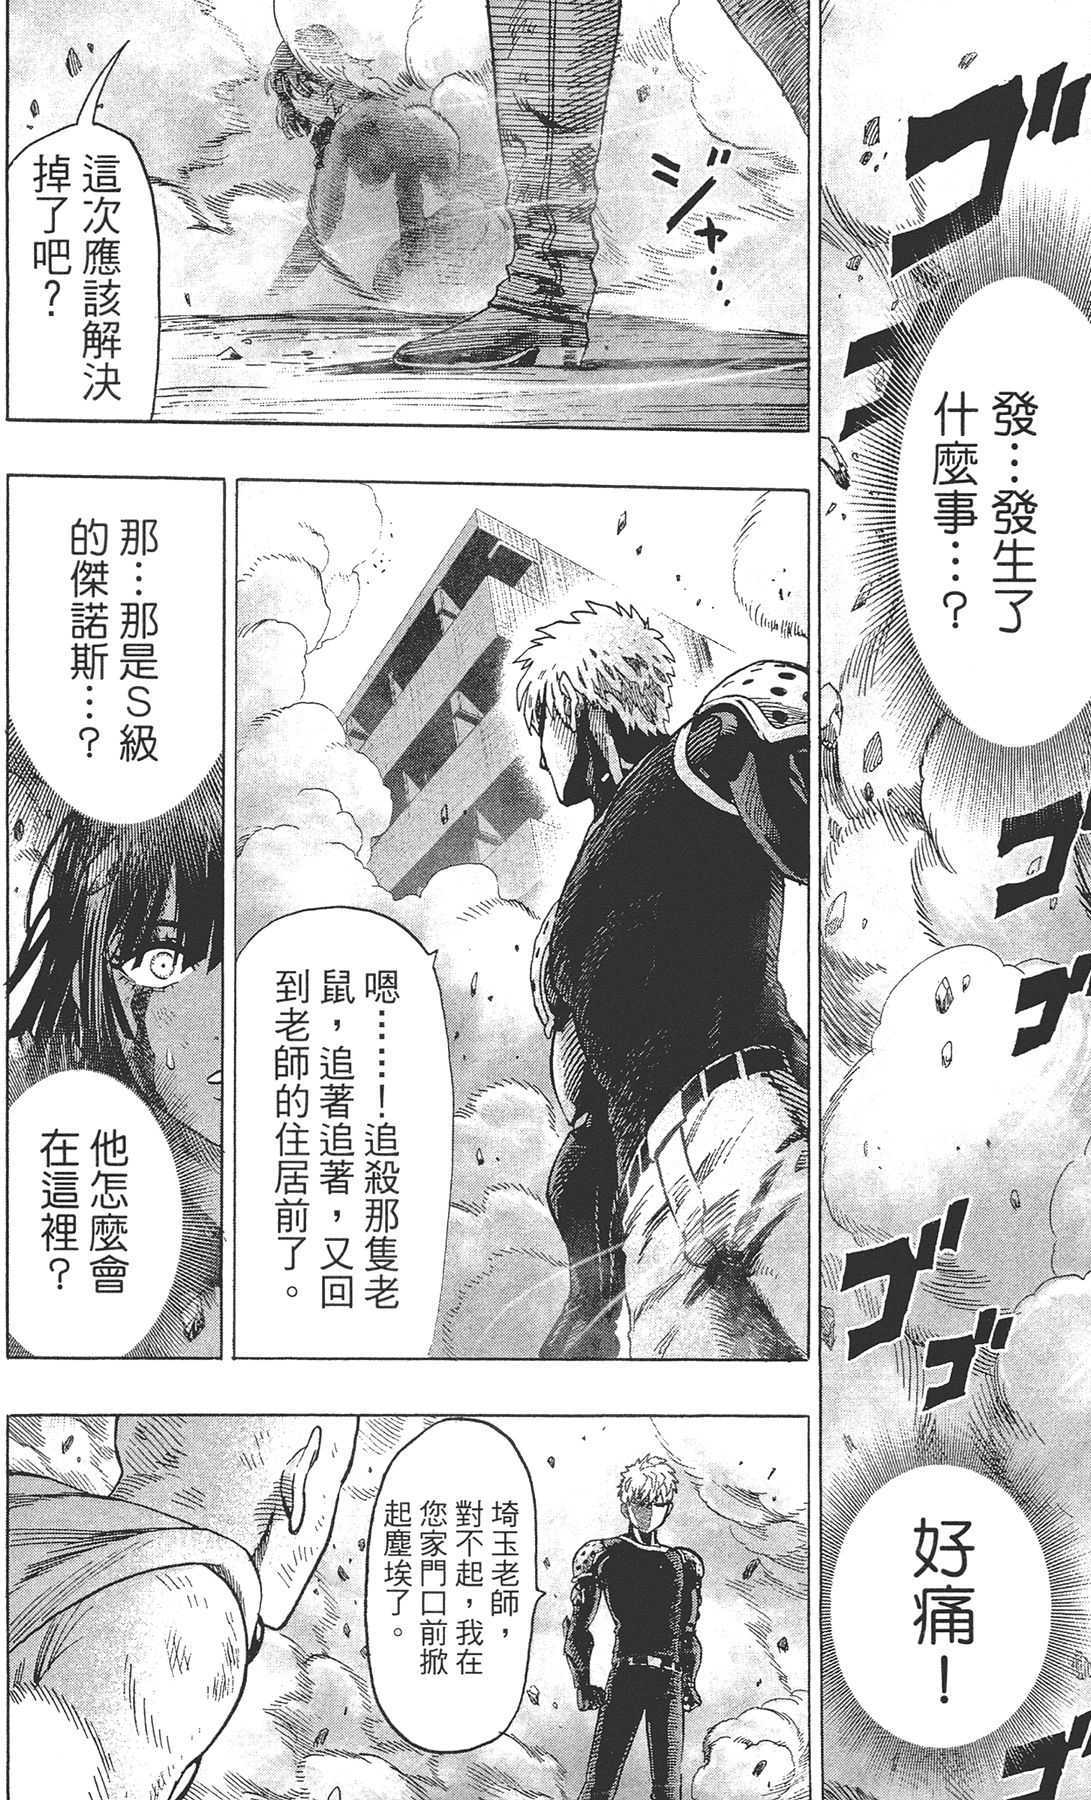 ゴ
ゴ
ゴ
發…發生了
什麼事…？
ゴ
ゴ
ゴ
ゴ
ゴ
好痛！
這次應該解決
掉了吧？
嗯……！追殺那隻老
鼠，追著追著，又回
到老師的住居前了。
那…那是Ｓ級
的傑諾斯…？
他怎麼會
在這裡？
埼玉老師，
對不起，我在
您家門口前掀
起塵埃了。